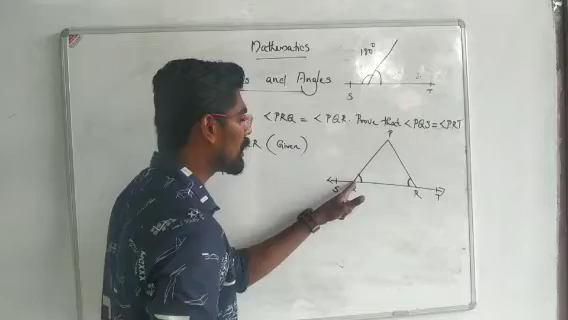 Mathematics
and Angles
180°
S T
<PRQ = <PQR. Prove that <PQS = <PRT
R (Given)
P
S R T